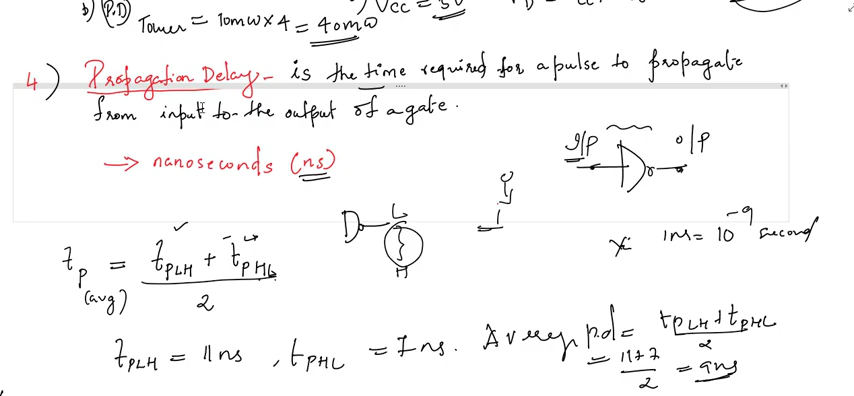 b) (P.D) Tower = 10mw x 4 = 40mw
Vcc = 5V
4) Propagation Delay - is the time required for a pulse to propagate
from input to the output of a gate.
→ nanoseconds (ns)
I/P o/p
L
H
1ns = 10^-9 second
tp (avg) = tPLH + tPHL / 2
tPLH = 11ns, tPHL = 7ns. Average pd = tPLH + tPHL / 2
= 11+7 / 2 = 9ns